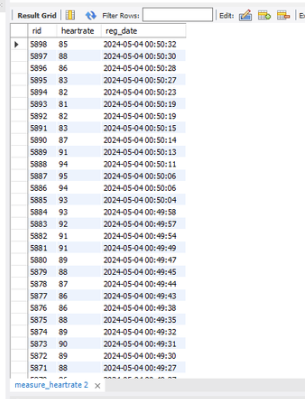 Result Grid Filter Rows: Edit:
rid heartrate reg_date
5898 85 2024-05-04 00:50:32
5897 88 2024-05-04 00:50:30
5896 86 2024-05-04 00:50:28
5895 83 2024-05-04 00:50:27
5894 82 2024-05-04 00:50:23
5893 81 2024-05-04 00:50:19
5892 82 2024-05-04 00:50:19
5891 83 2024-05-04 00:50:15
5890 87 2024-05-04 00:50:14
5889 91 2024-05-04 00:50:13
5888 94 2024-05-04 00:50:11
5887 95 2024-05-04 00:50:06
5886 94 2024-05-04 00:50:06
5885 93 2024-05-04 00:50:04
5884 93 2024-05-04 00:49:58
5883 92 2024-05-04 00:49:57
5882 91 2024-05-04 00:49:54
5881 91 2024-05-04 00:49:49
5880 89 2024-05-04 00:49:47
5879 88 2024-05-04 00:49:45
5878 87 2024-05-04 00:49:44
5877 86 2024-05-04 00:49:43
5876 86 2024-05-04 00:49:38
5875 88 2024-05-04 00:49:35
5874 89 2024-05-04 00:49:32
5873 90 2024-05-04 00:49:31
5872 89 2024-05-04 00:49:30
5871 88 2024-05-04 00:49:27
measure_heartrate 2